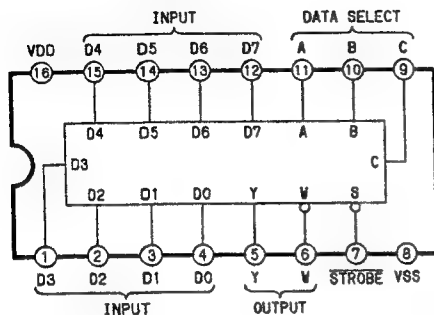 INPUT DATA SELECT
VDD D4 D5 D6 D7 A B C
16 15 14 13 12 11 10 9
D4 D5 D6 D7 A B
D3 C
D2 D1 D0 Y W S
1 2 3 4 5 6 7 8
D3 D2 D1 D0 Y W STROBE VSS
INPUT OUTPUT